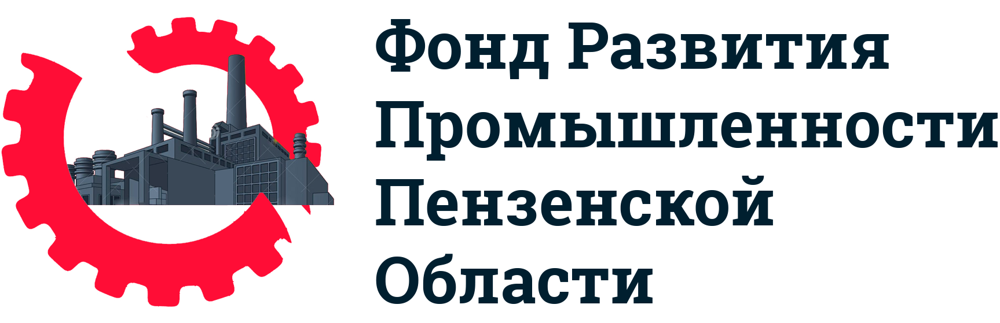 Фонд Развития
Промышленности
Пензенской
Области